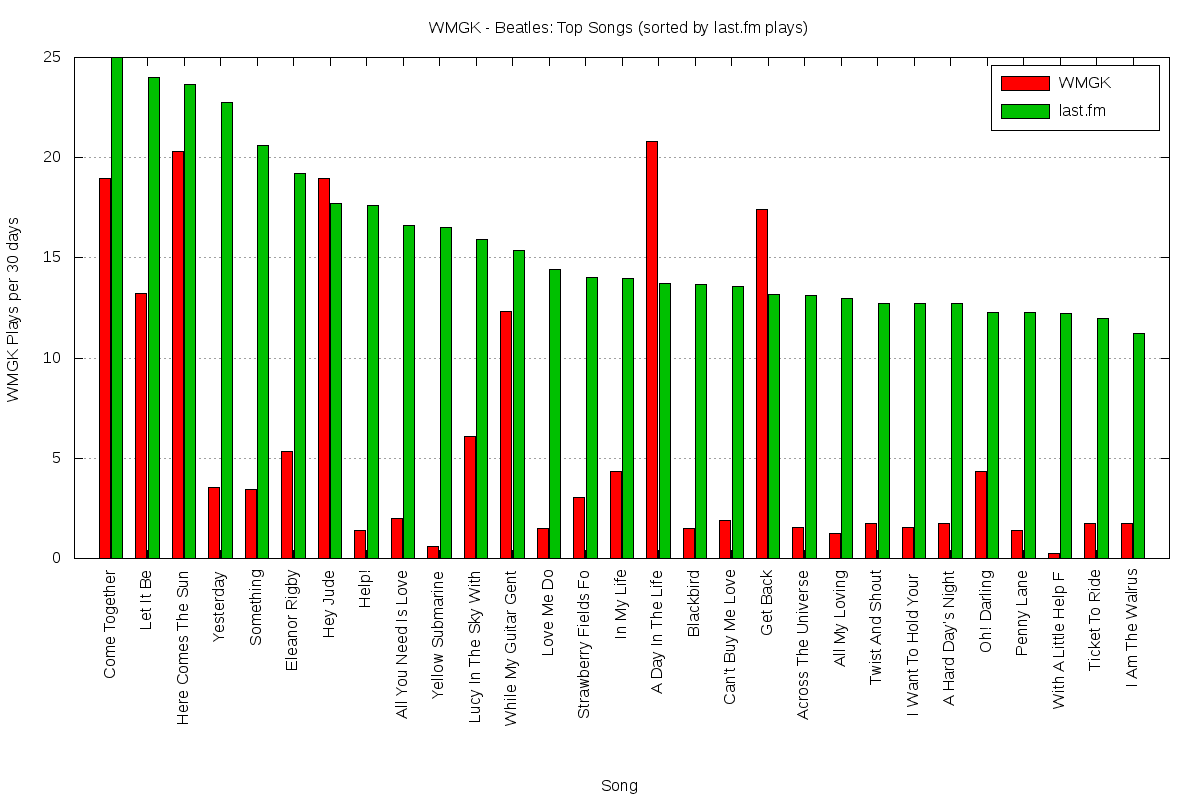 WMGK - Beatles: Top Songs (sorted by last.fm plays)
WMGK Plays per 30 days
25
20
15
10
5
0
WMGK
last.fm
Come Together
Let It Be
Here Comes The Sun
Yesterday
Something
Eleanor Rigby
Hey Jude
Help!
All You Need Is Love
Yellow Submarine
Lucy In The Sky With
While My Guitar Gent
Love Me Do
Strawberry Fields Fo
In My Life
A Day In The Life
Blackbird
Can't Buy Me Love
Get Back
Across The Universe
All My Loving
Twist And Shout
I Want To Hold Your
A Hard Day's Night
Oh! Darling
Penny Lane
With A Little Help F
Ticket To Ride
I Am The Walrus
Song